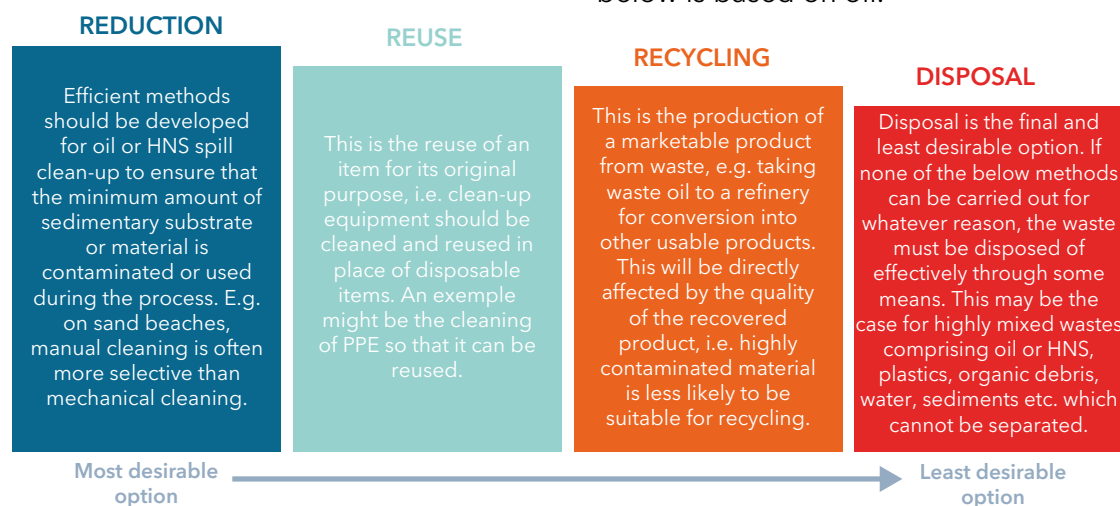 below is based on oil.
REDUCTION
Efficient methods
should be developed
for oil or HNS spill
clean-up to ensure that
the minimum amount of
sedimentary substrate
or material is
contaminated or used
during the process. E.g.
on sand beaches,
manual cleaning is often
more selective than
mechanical cleaning.
REUSE
This is the reuse of an
item for its original
purpose, i.e. clean-up
equipment should be
cleaned and reused in
place of disposable
items. An exemple
might be the cleaning
of PPE so that it can be
reused.
RECYCLING
This is the production of
a marketable product
from waste, e.g. taking
waste oil to a refinery
for conversion into
other usable products.
This will be directly
affected by the quality
of the recovered
product, i.e. highly
contaminated material
is less likely to be
suitable for recycling.
DISPOSAL
Disposal is the final and
least desirable option. If
none of the below methods
can be carried out for
whatever reason, the waste
must be disposed of
effectively through some
means. This may be the
case for highly mixed wastes
comprising oil or HNS,
plastics, organic debris,
water, sediments etc. which
cannot be separated.
Most desirable
option
Least desirable
option